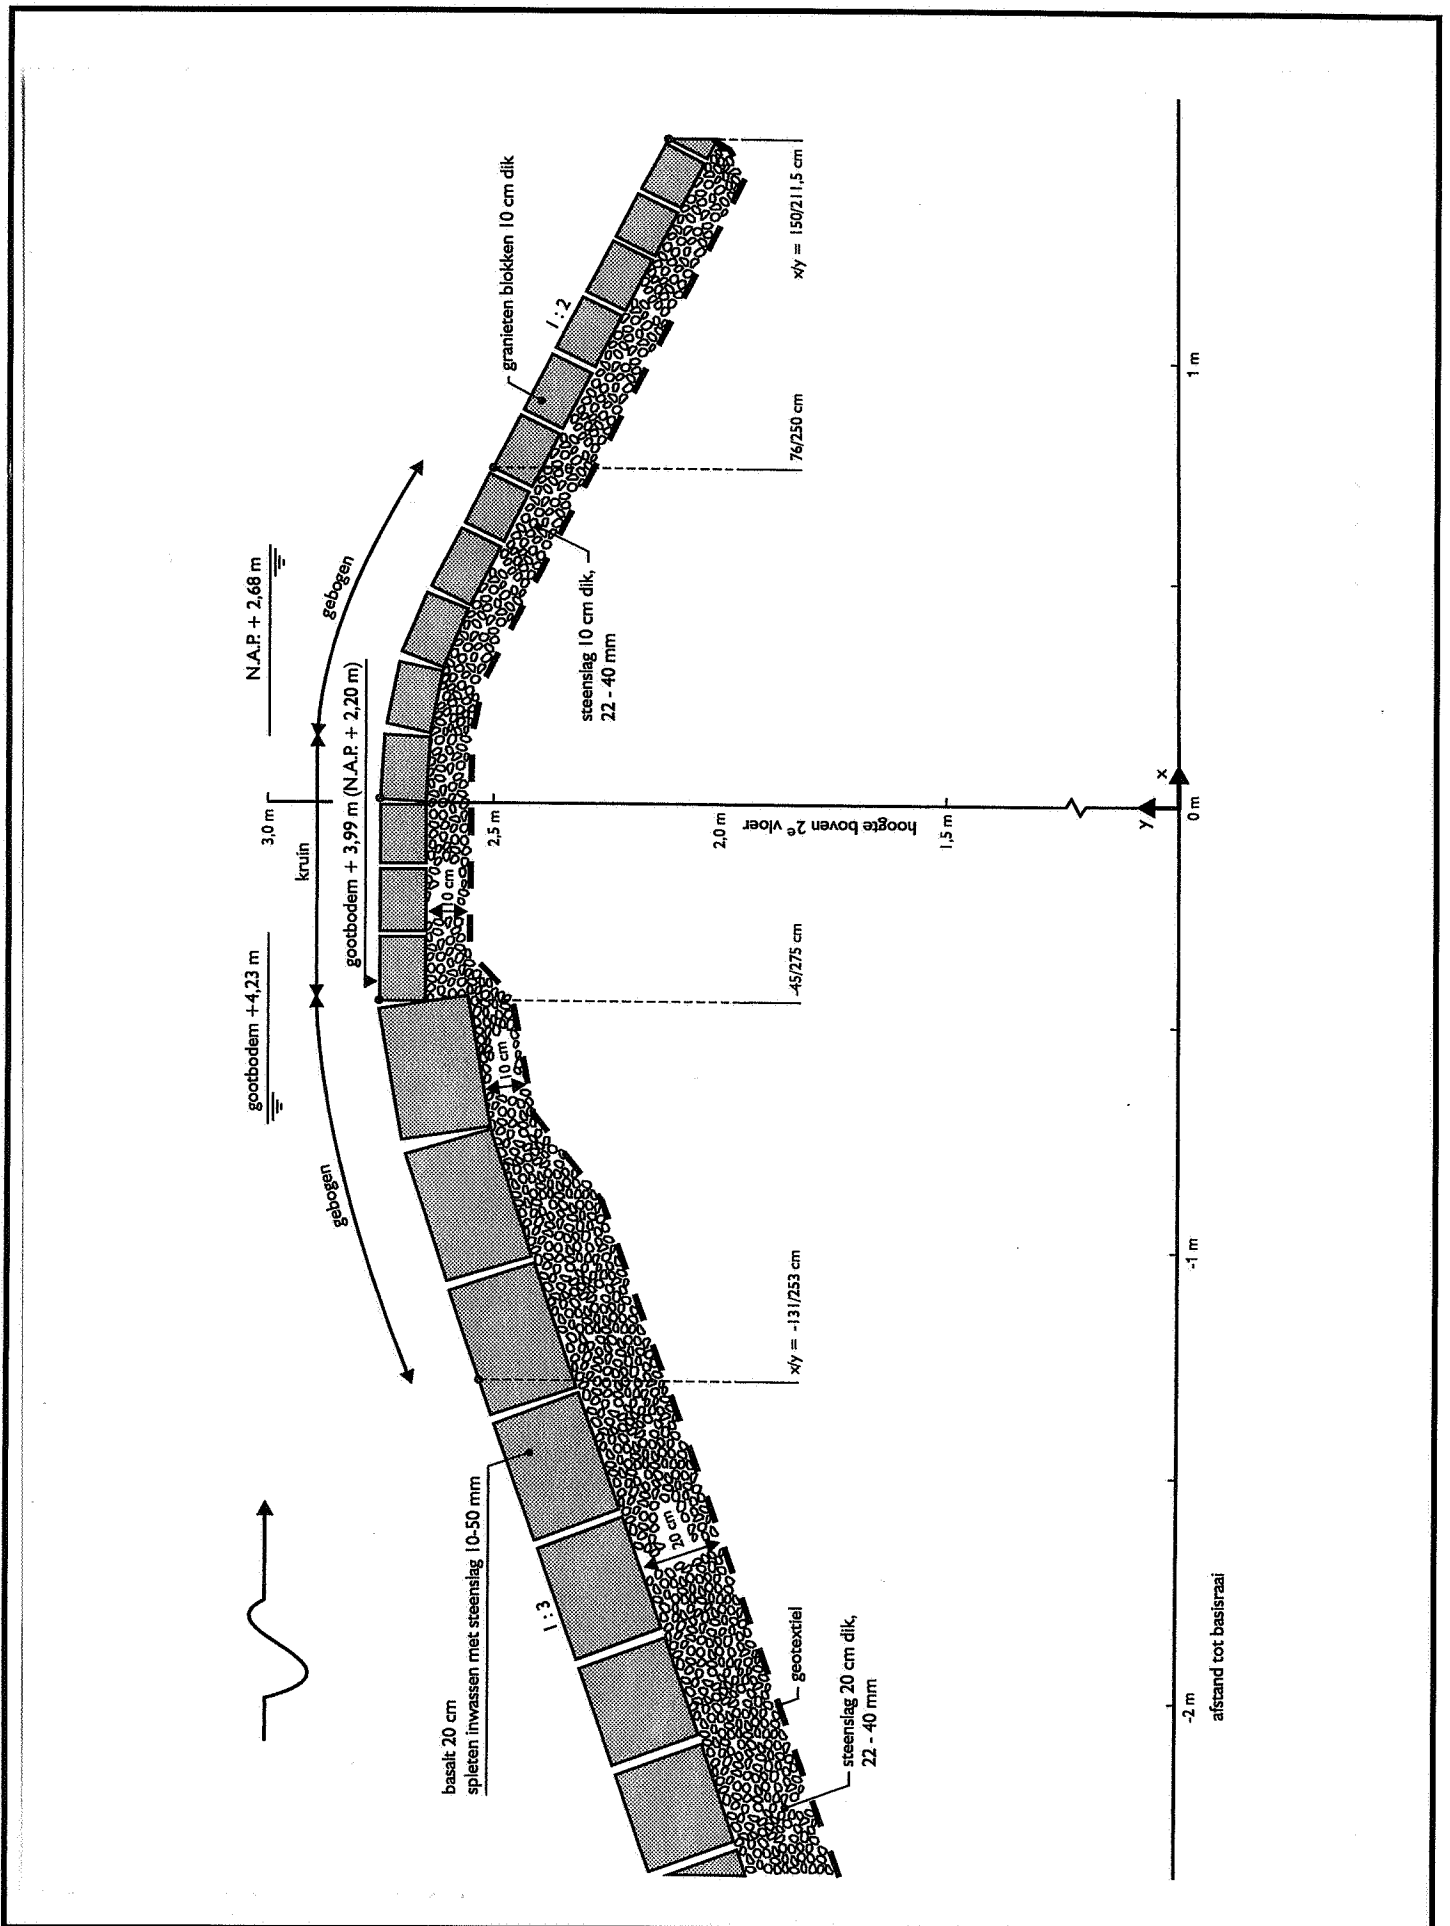 gootbodem +4,23 m
N.A.P. + 2,68 m
3,0 m
gebogen
kruin
gebogen
gootbodem + 3,99 m (N.A.P. + 2,20 m)
basalt 20 cm
spleten inwassen met steenslag 10-50 mm
1 : 3
1 : 2
granieten blokken 10 cm dik
2,5 m
10 cm
10 cm
20 cm
steenslag 10 cm dik,
22 - 40 mm
hoogte boven 2e vloer
2,0 m
1,5 m
geotextiel
steenslag 20 cm dik,
22 - 40 mm
x/y = -131/253 cm
-45/275 cm
76/250 cm
x/y = 150/211,5 cm
y
x
-2 m
-1 m
0 m
1 m
afstand tot basisraai